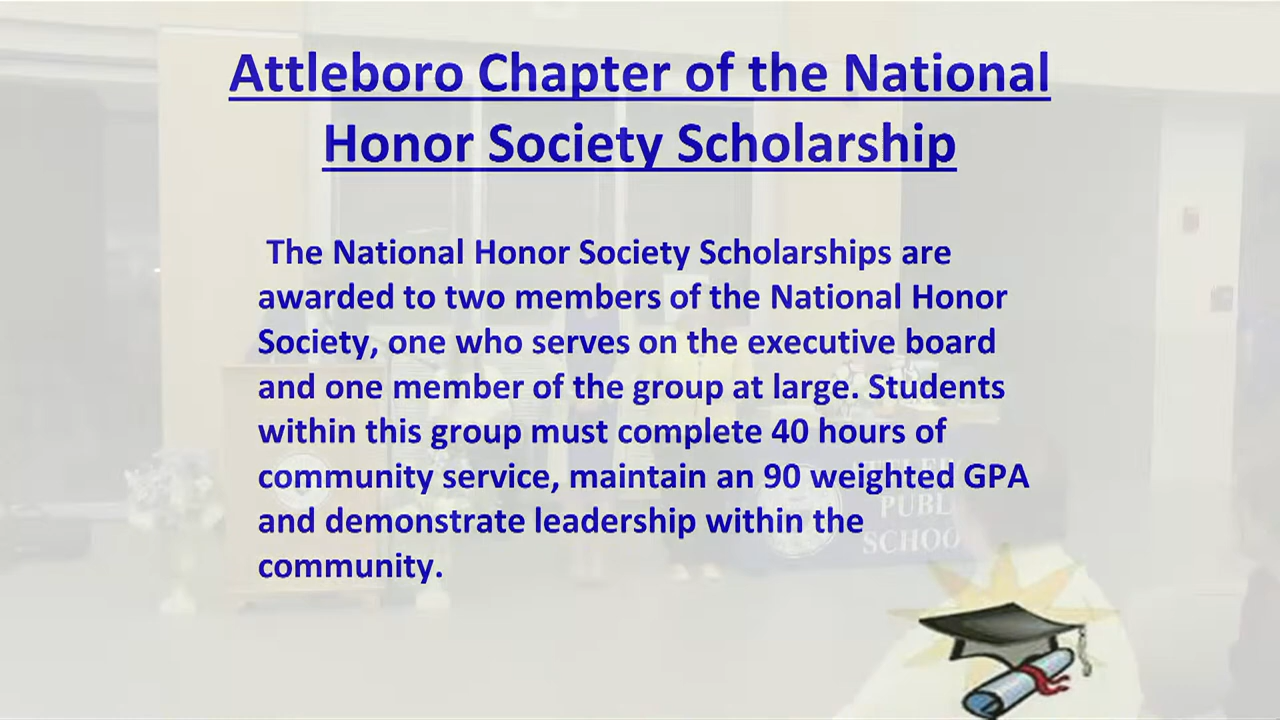 Attleboro Chapter of the National
Honor Society Scholarship
The National Honor Society Scholarships are
awarded to two members of the National Honor
Society, one who serves on the executive board
and one member of the group at large. Students
within this group must complete 40 hours of
community service, maintain an 90 weighted GPA
and demonstrate leadership within the
community.
PUBL
SCHOO